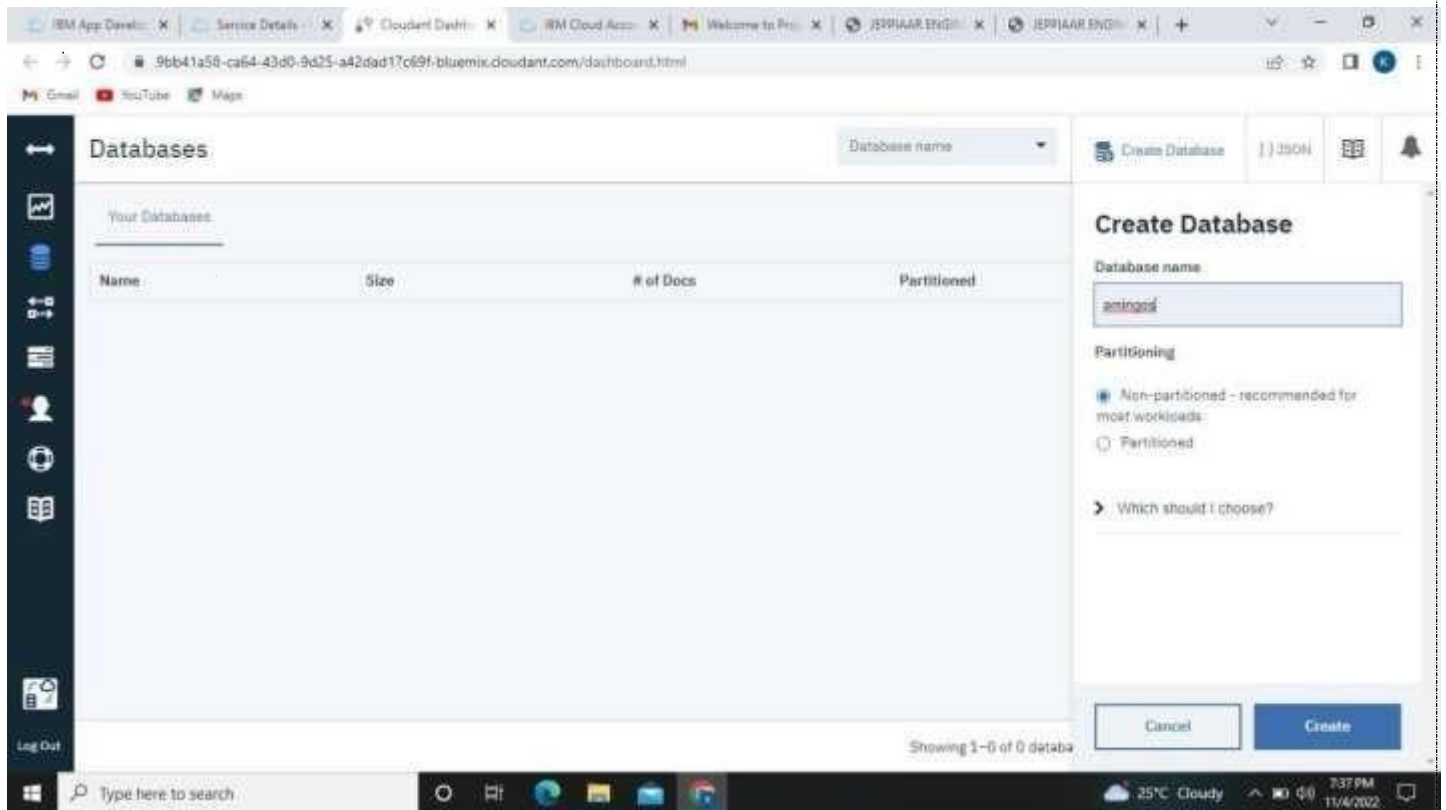 IBM App Develo
Service Details
Cloudant Dashb
IBM Cloud Acco
Welcome to Pro
JEPPIAAR ENGI
JEPPIAAR ENGI
9bb41a58-ca64-43d0-9d25-a42dad17c69f-bluemix.cloudant.com/dashboard.html
K
Gmail YouTube Maps
Databases
Database name
Create Database
{ } JSON
Your Databases
Name Size # of Docs Partitioned
Create Database
Database name
amingos
Partitioning
Non-partitioned - recommended for
most workloads
Partitioned
Which should I choose?
Cancel Create
Log Out
Showing 1–0 of 0 databa
Type here to search
25°C Cloudy
7:37 PM
11/4/2022